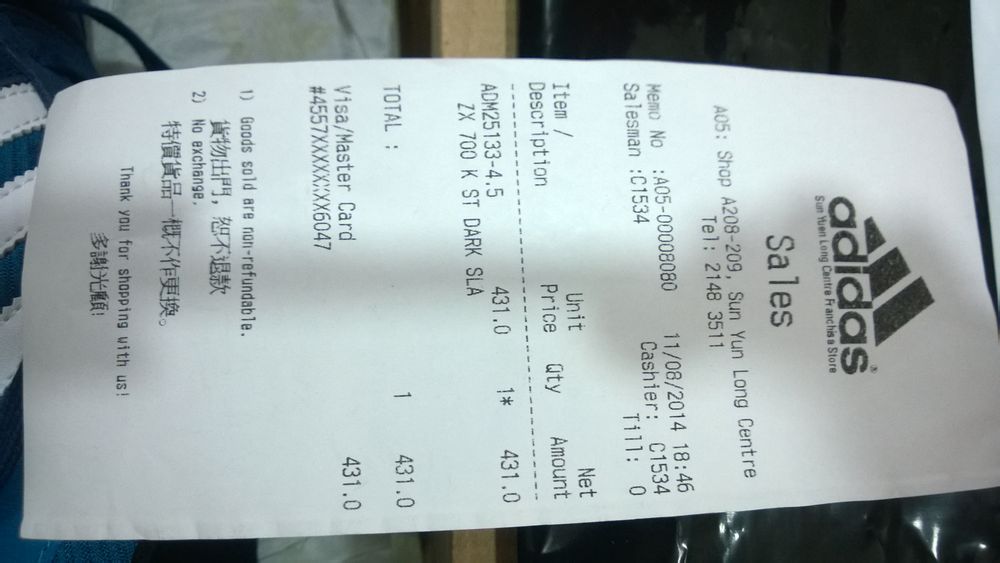 adidas®
Sun Yuen Long Centre Franchise Store
Sales
A05: Shop A208-209, Sun Yun Long Centre
Tel: 2148 3511
Memo No :A05-00008080 11/08/2014 18:46
Salesman :C1534 Cashier: C1534
Till: 0
Item / Unit Net
Description Price Qty Amount
ADM25133-4.5 431.0 1* 431.0
ZX 700 K ST DARK SLA
TOTAL : 1 431.0
Visa/Master Card 431.0
#4557XXXXXXXX6047
1) Goods sold are non-refundable.
貨物出門, 恕不退款
2) No exchange.
特價貨品一概不作更換。
Thank you for shopping with us!
多謝光顧!